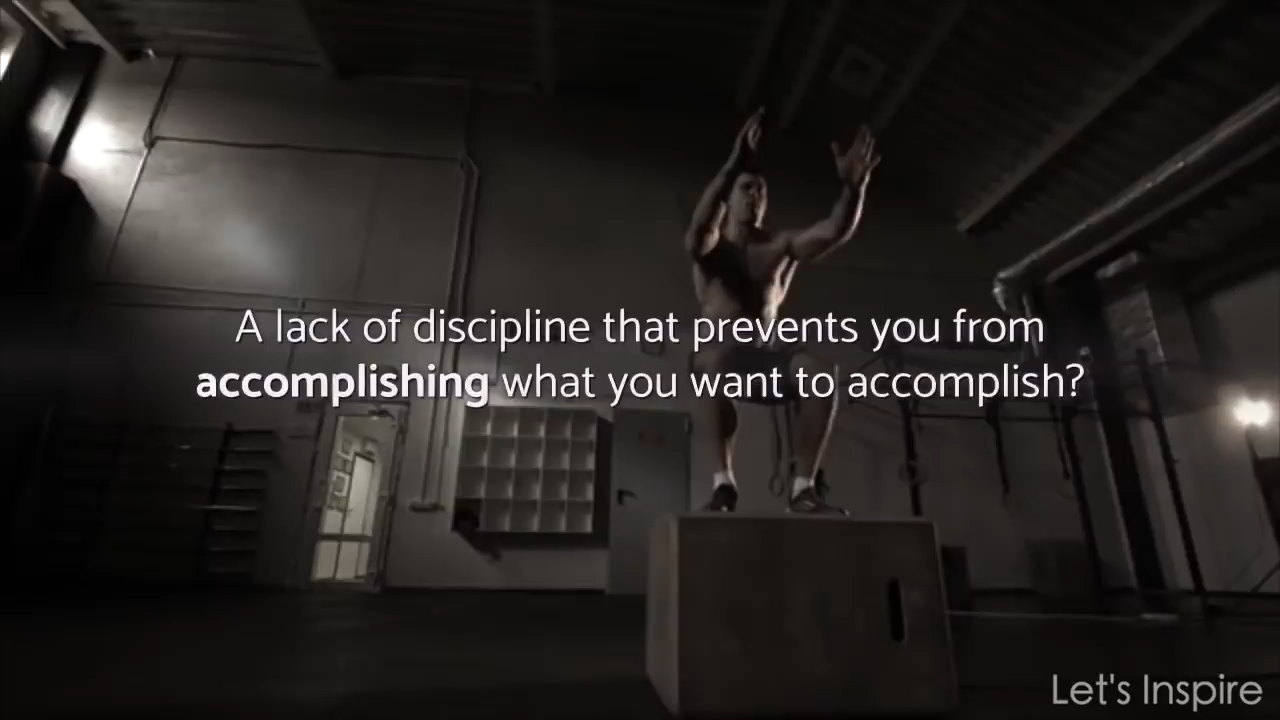 A lack of discipline that prevents you from
accomplishing what you want to accomplish?
Let's Inspire